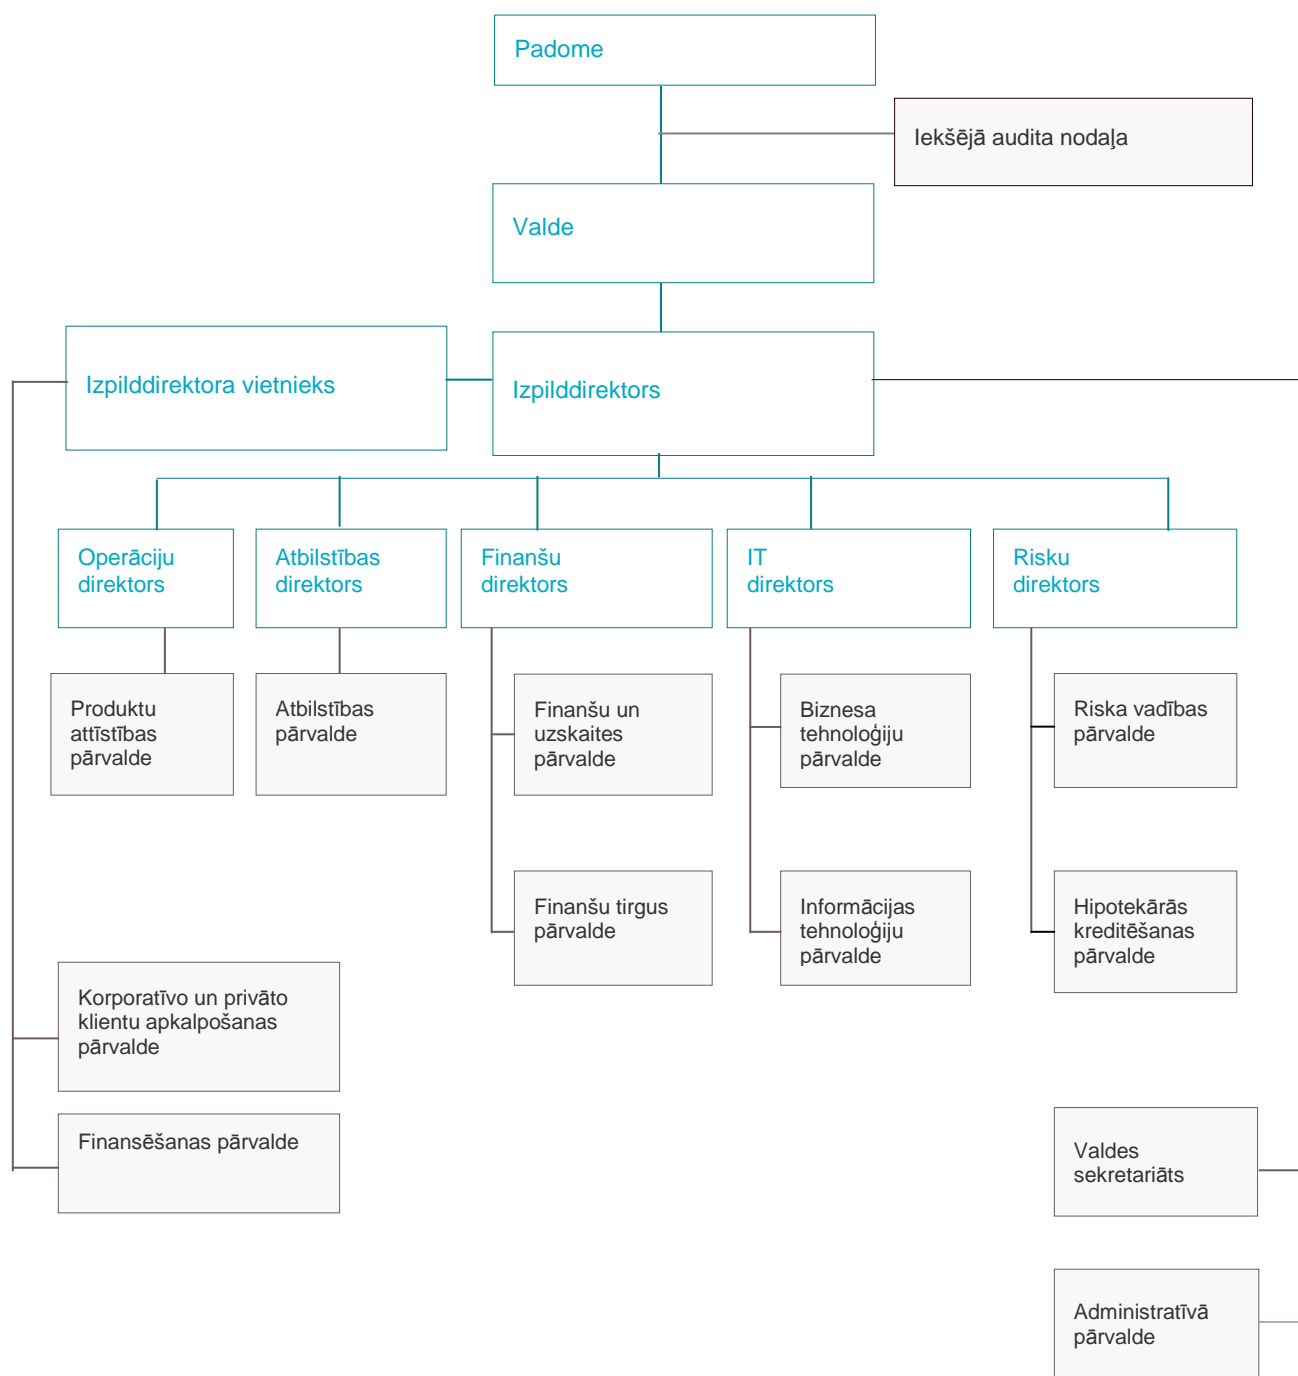 Padome
Iekšējā audita nodaļa
Valde
Izpilddirektora vietnieks
Izpilddirektors
Operāciju
direktors
Atbilstības
direktors
Finanšu
direktors
IT
direktors
Risku
direktors
Produktu
attīstības
pārvalde
Atbilstības
pārvalde
Finanšu un
uzskaites
pārvalde
Biznesa
tehnoloģiju
pārvalde
Riska vadības
pārvalde
Finanšu tirgus
pārvalde
Informācijas
tehnoloģiju
pārvalde
Hipotekārās
kreditēšanas
pārvalde
Korporatīvo un privāto
klientu apkalpošanas
pārvalde
Finansēšanas pārvalde
Valdes
sekretariāts
Administratīvā
pārvalde